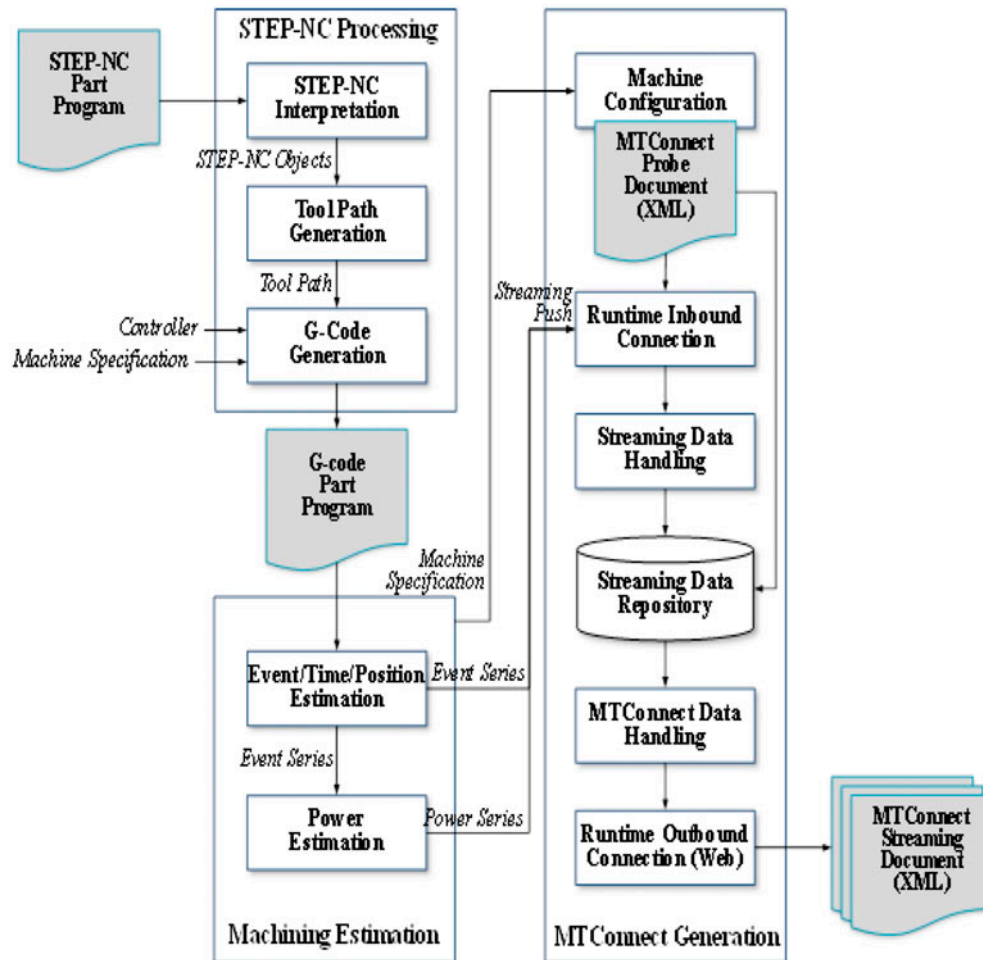 STEP-NC Processing
STEP-NC
Part
Program
STEP-NC
Interpretation
STEP-NC Objects
Tool Path
Generation
Tool Path
Controller
Machine Specification
G-Code
Generation
G-code
Part
Program
Machine
Specification
Event/Time/Position
Estimation
Event Series
Event Series
Power
Estimation
Power Series
Machining Estimation
Machine
Configuration
MTConnect
Probe
Document
(XML)
Streaming
Push
Runtime Inbound
Connection
Streaming Data
Handling
Streaming Data
Repository
MTConnect Data
Handling
Runtime Outbound
Connection (Web)
MTConnect
Streaming
Document
(XML)
MTConnect Generation